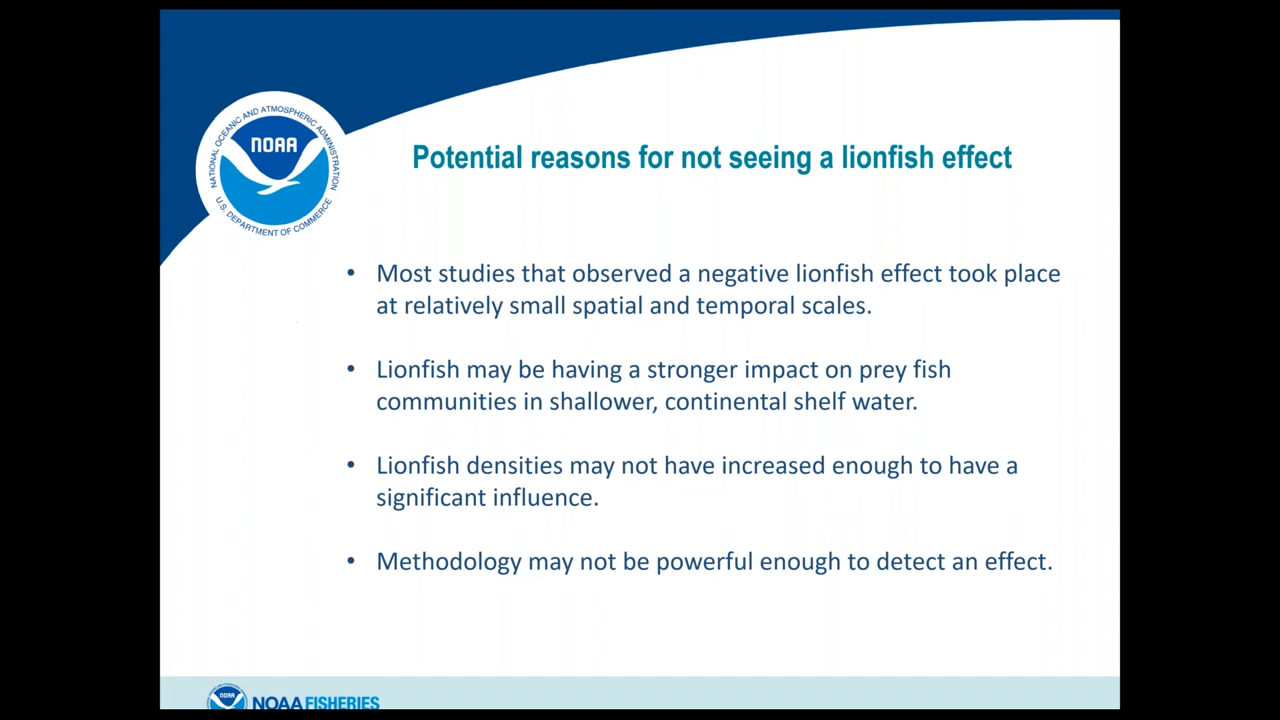 NATIONAL OCEANIC AND ATMOSPHERIC ADMINISTRATION
NOAA
U.S. DEPARTMENT OF COMMERCE
Potential reasons for not seeing a lionfish effect
• Most studies that observed a negative lionfish effect took place
at relatively small spatial and temporal scales.
• Lionfish may be having a stronger impact on prey fish
communities in shallower, continental shelf water.
• Lionfish densities may not have increased enough to have a
significant influence.
• Methodology may not be powerful enough to detect an effect.
NOAA
NOAA FISHERIES